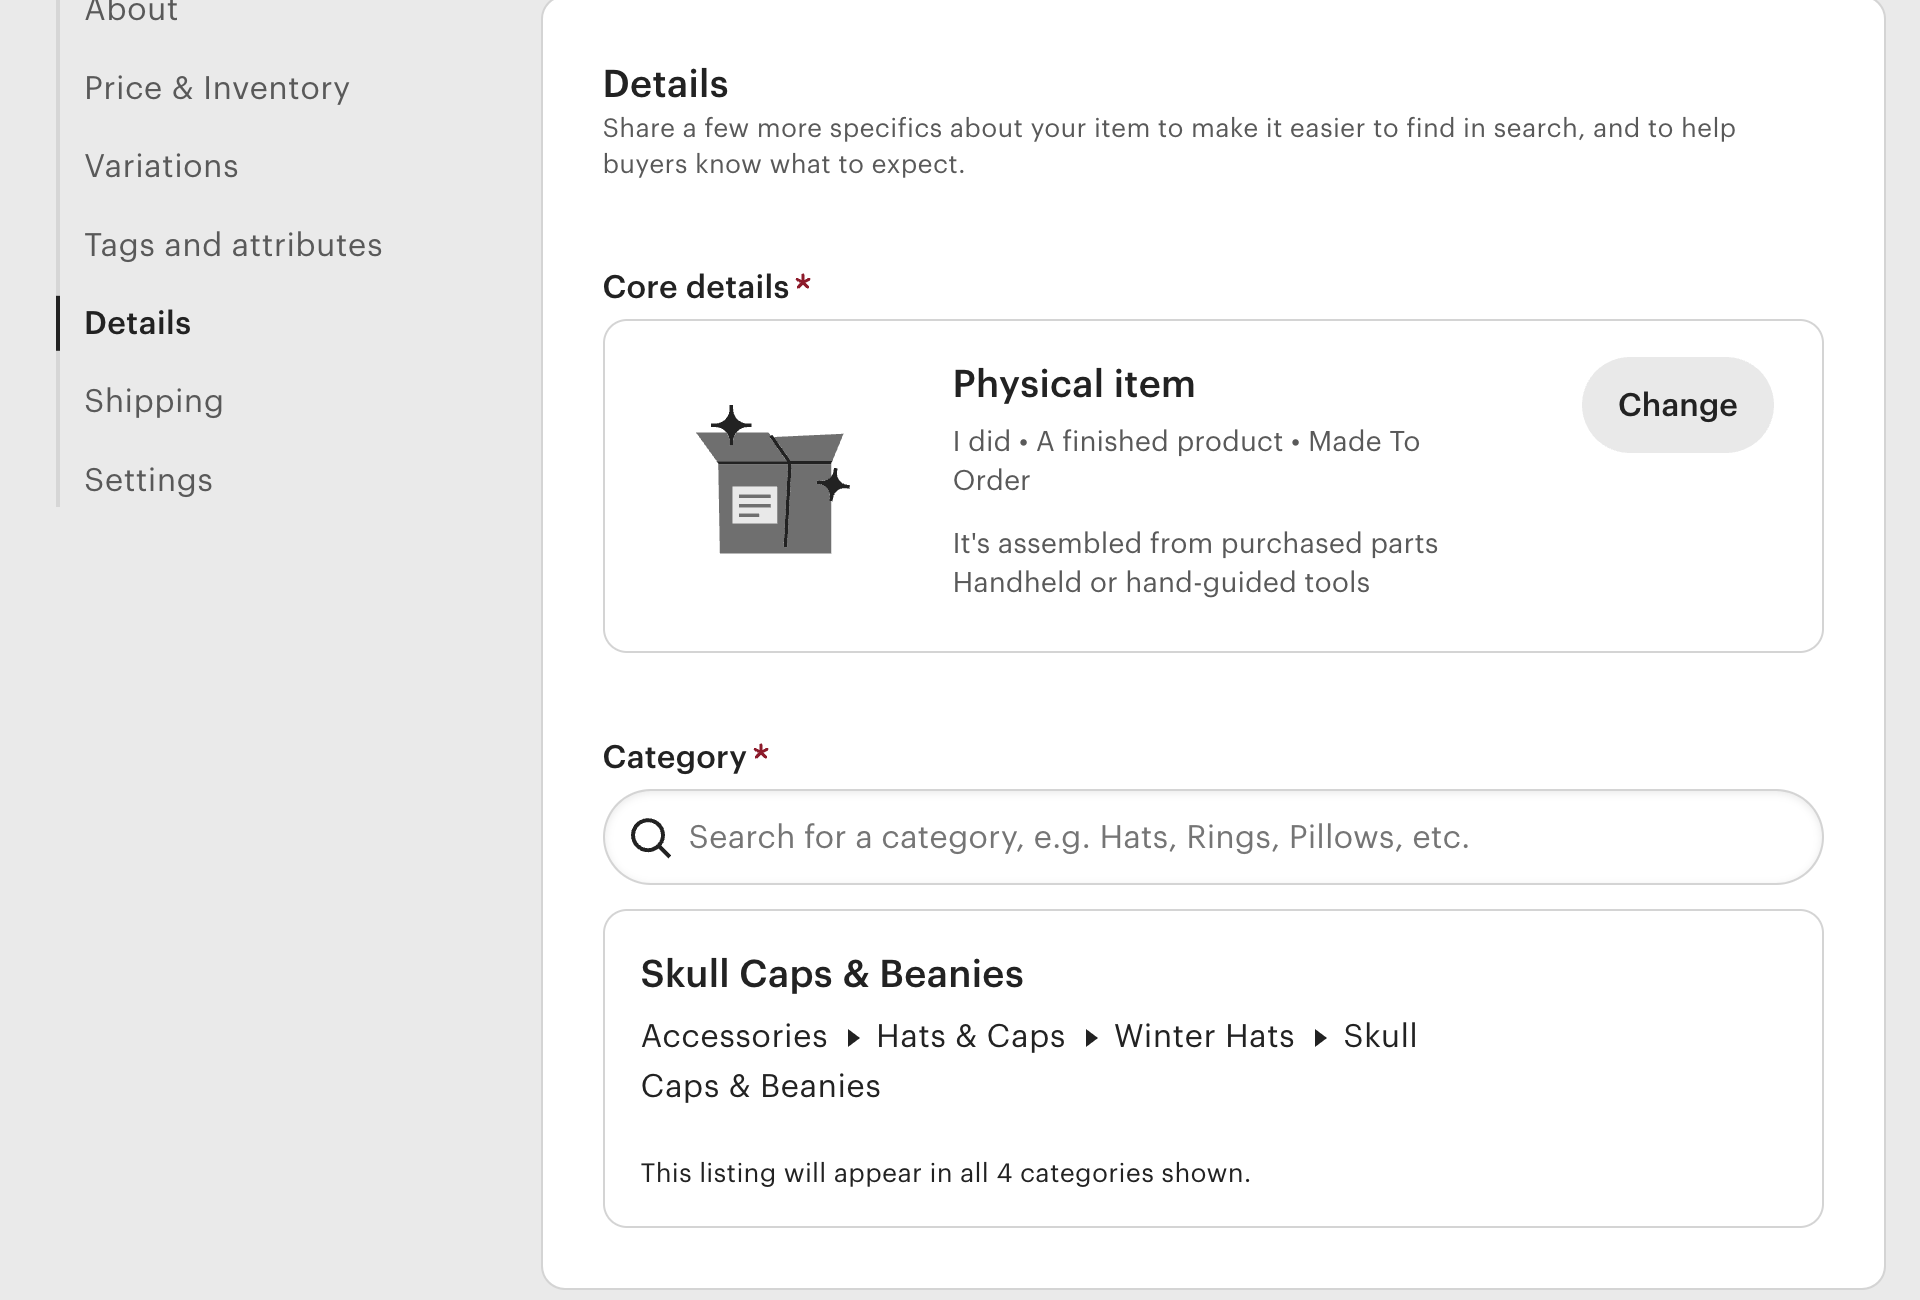 About
Price & Inventory
Variations
Tags and attributes
Details
Shipping
Settings
Details
Share a few more specifics about your item to make it easier to find in search, and to help
buyers know what to expect.
Core details *
Physical item
I did • A finished product • Made To
Order
It's assembled from purchased parts
Handheld or hand-guided tools
Change
Category *
Search for a category, e.g. Hats, Rings, Pillows, etc.
Skull Caps & Beanies
Accessories ▸ Hats & Caps ▸ Winter Hats ▸ Skull
Caps & Beanies
This listing will appear in all 4 categories shown.